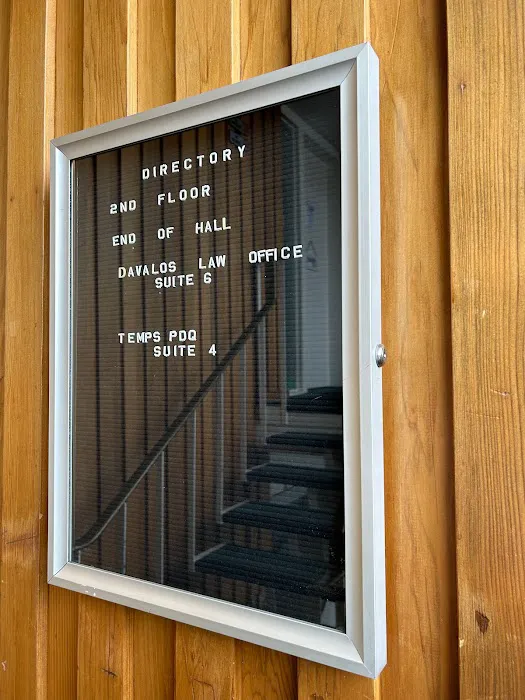 DIRECTORY
2ND FLOOR
END OF HALL
DAVALOS LAW OFFICE
SUITE 6
TEMPS PDQ
SUITE 4